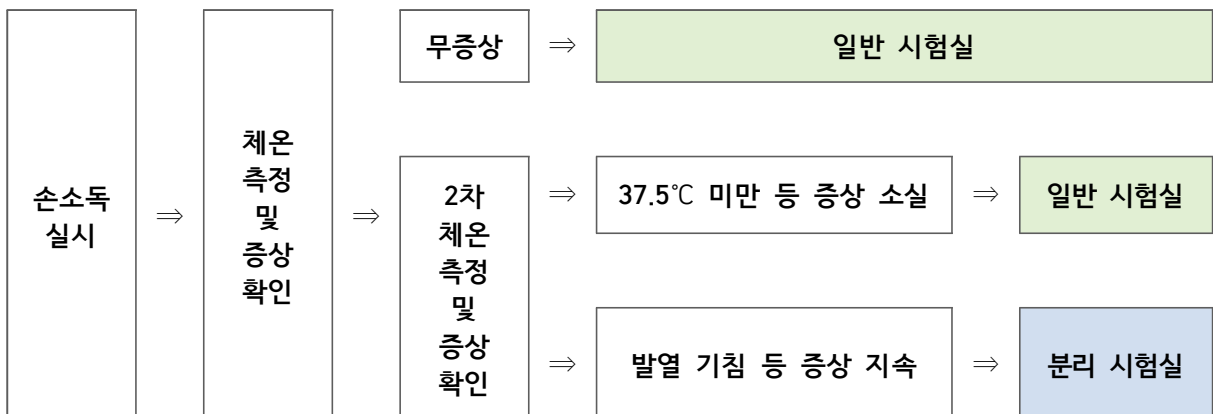 손소독
실시
⇒
체온
측정
및
증상
확인
⇒
무증상
⇒
일반 시험실
2차
체온
측정
및
증상
확인
⇒
37.5℃ 미만 등 증상 소실
⇒
일반 시험실
⇒
발열 기침 등 증상 지속
⇒
분리 시험실